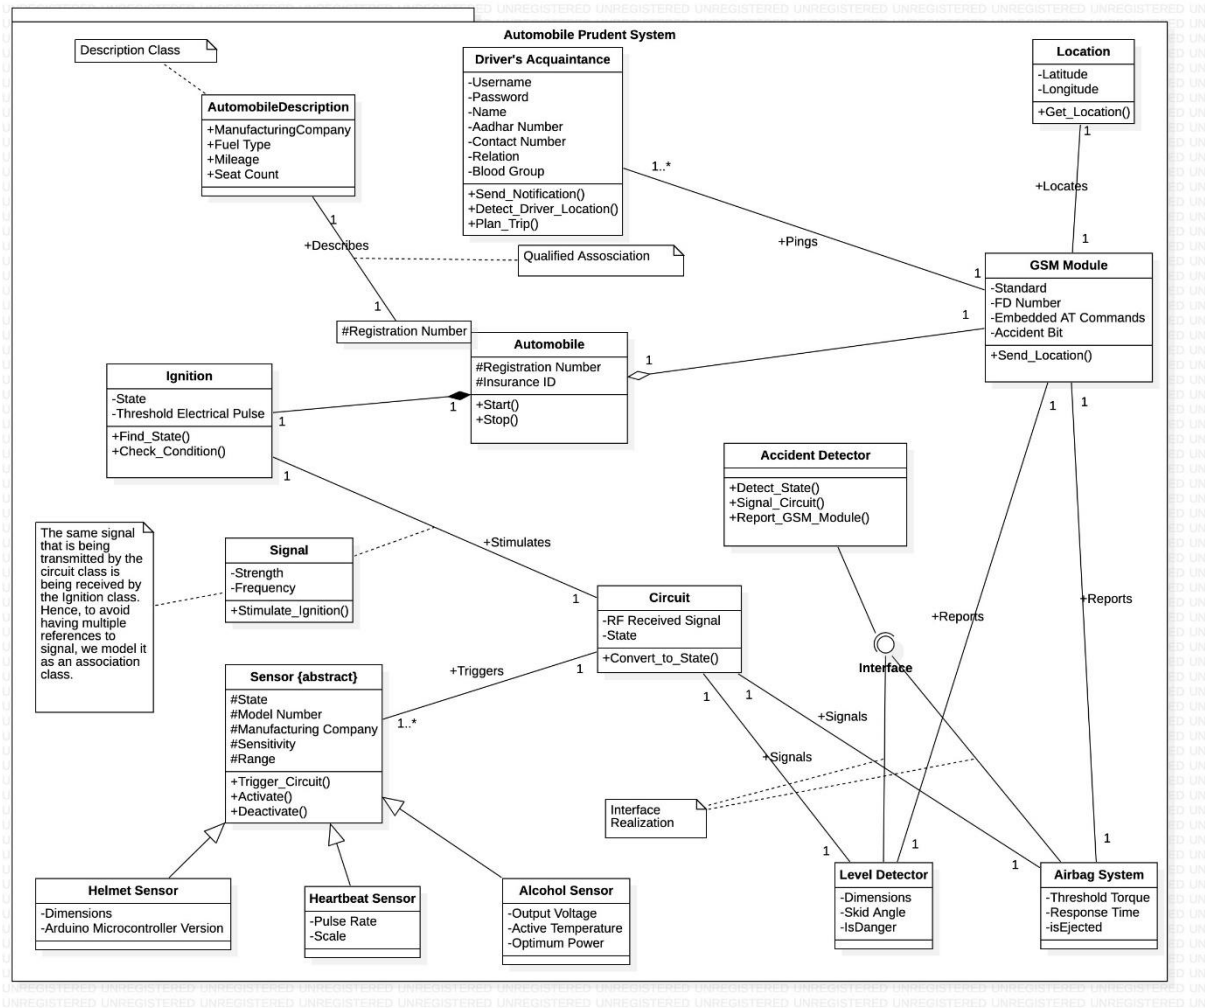 Automobile Prudent System
Description Class
AutomobileDescription
+ManufacturingCompany
+Fuel Type
+Mileage
+Seat Count
Driver's Acquaintance
-Username
-Password
-Name
-Aadhar Number
-Contact Number
-Relation
-Blood Group
+Send_Notification()
+Detect_Driver_Location()
+Plan_Trip()
Location
-Latitude
-Longitude
+Get_Location()
1
+Locates
1
1..*
+Pings
1
1
+Describes
1
Qualified Assosciation
GSM Module
-Standard
-FD Number
-Embedded AT Commands
-Accident Bit
+Send_Location()
1
1
#Registration Number
Automobile
#Registration Number
#Insurance ID
+Start()
+Stop()
Ignition
-State
-Threshold Electrical Pulse
+Find_State()
+Check_Condition()
1
1
1
1
1
Accident Detector
+Detect_State()
+Signal_Circuit()
+Report_GSM_Module()
The same signal
that is being
transmitted by the
circuit class is
being received by
the Ignition class.
Hence, to avoid
having multiple
references to
signal, we model it
as an association
class.
Signal
-Strength
-Frequency
+Stimulate_Ignition()
+Stimulates
1
Circuit
-RF Received Signal
-State
+Convert_to_State()
+Reports
+Reports
Interface
Sensor {abstract}
#State
#Model Number
#Manufacturing Company
#Sensitivity
#Range
+Trigger_Circuit()
+Activate()
+Deactivate()
+Triggers
1
1..*
1
1
+Signals
+Signals
Interface
Realization
1
1
1
1
Helmet Sensor
-Dimensions
-Arduino Microcontroller Version
Heartbeat Sensor
-Pulse Rate
-Scale
Alcohol Sensor
-Output Voltage
-Active Temperature
-Optimum Power
Level Detector
-Dimensions
-Skid Angle
-IsDanger
Airbag System
-Threshold Torque
-Response Time
-isEjected
UNREGISTERED UNREGISTERED UNREGISTERED UNREGISTERED